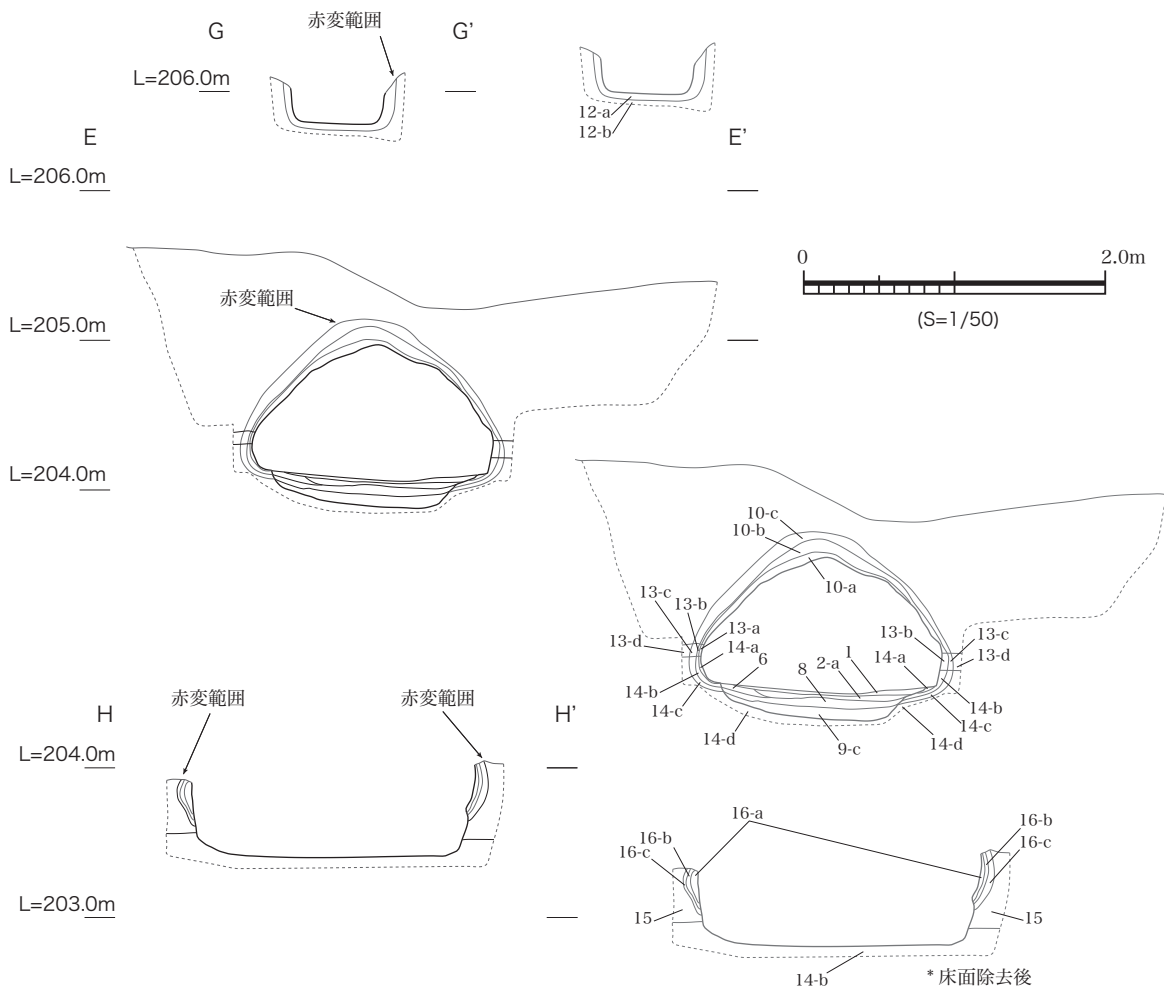 G
赤変範囲
G'
L=206.0m
12-a
12-b
E
E'
L=206.0m
0
2.0m
(S=1/50)
赤変範囲
L=205.0m
L=204.0m
10-c
10-b
10-a
13-c
13-b
13-d
13-a
14-a
6
8
2-a
1
14-a
13-b
13-c
13-d
14-b
14-c
14-d
9-c
14-d
14-b
14-c
赤変範囲
赤変範囲
H
H'
L=204.0m
16-a
16-b
16-c
16-b
16-c
L=203.0m
15
15
14-b
* 床面除去後